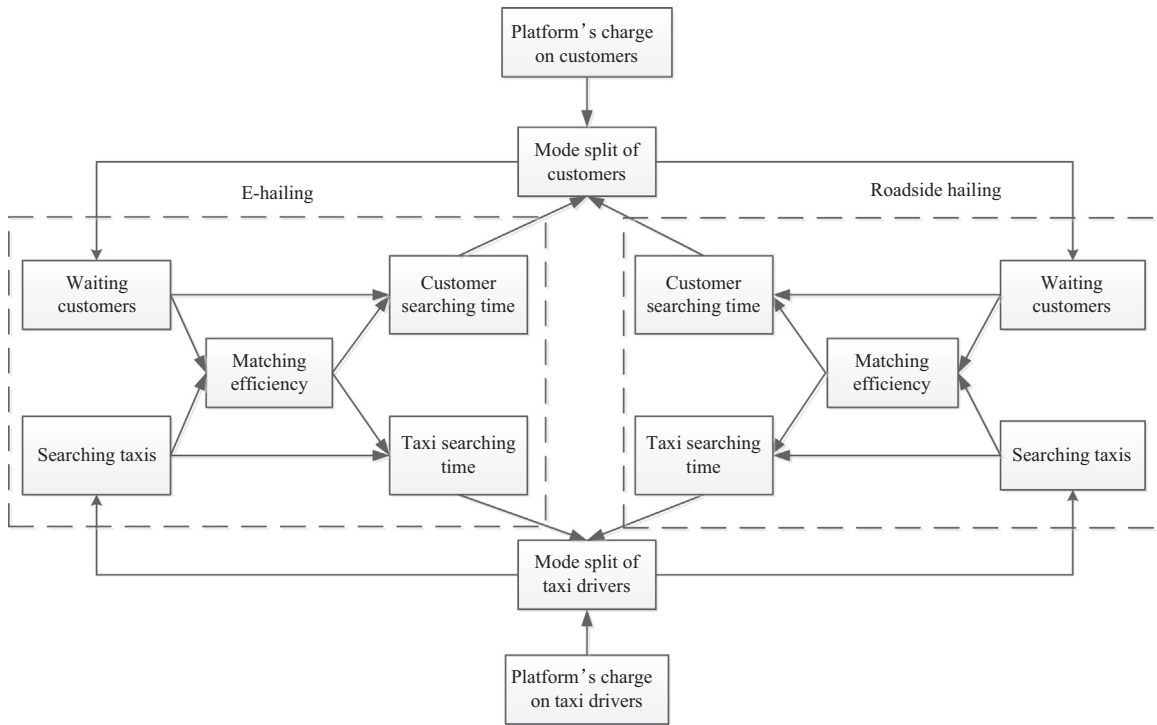 Platform’s charge
on customers
Mode split of
customers
E-hailing
Roadside hailing
Waiting
customers
Customer
searching time
Customer
searching time
Waiting
customers
Matching
efficiency
Matching
efficiency
Searching taxis
Taxi searching
time
Taxi searching
time
Searching taxis
Mode split of
taxi drivers
Platform’s charge
on taxi drivers